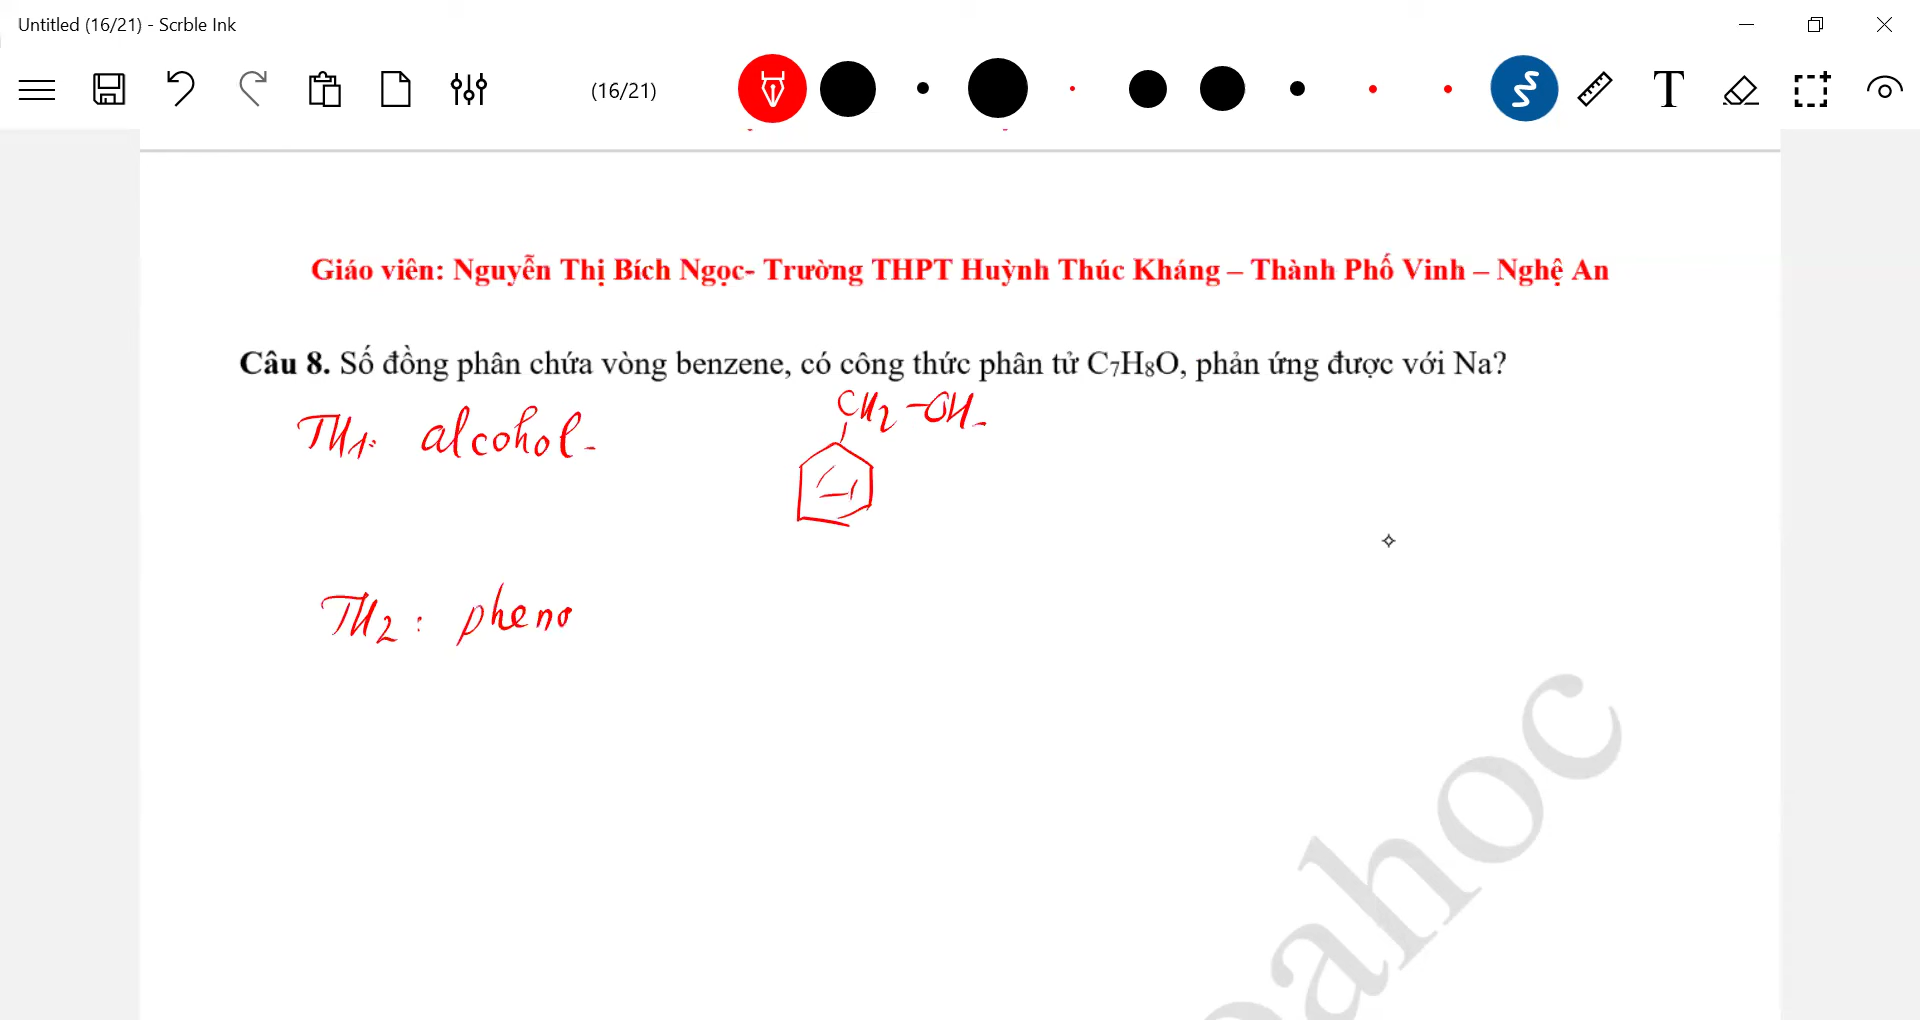 Untitled (16/21) - Scrble Ink
(16/21)
T
Giáo viên: Nguyễn Thị Bích Ngọc- Trường THPT Huỳnh Thúc Kháng – Thành Phố Vinh – Nghệ An
Câu 8. Số đồng phân chứa vòng benzene, có công thức phân tử C₇H₈O, phản ứng được với Na?
CH2-OH
TH1: alcohol
TH2: pheno
oahoc